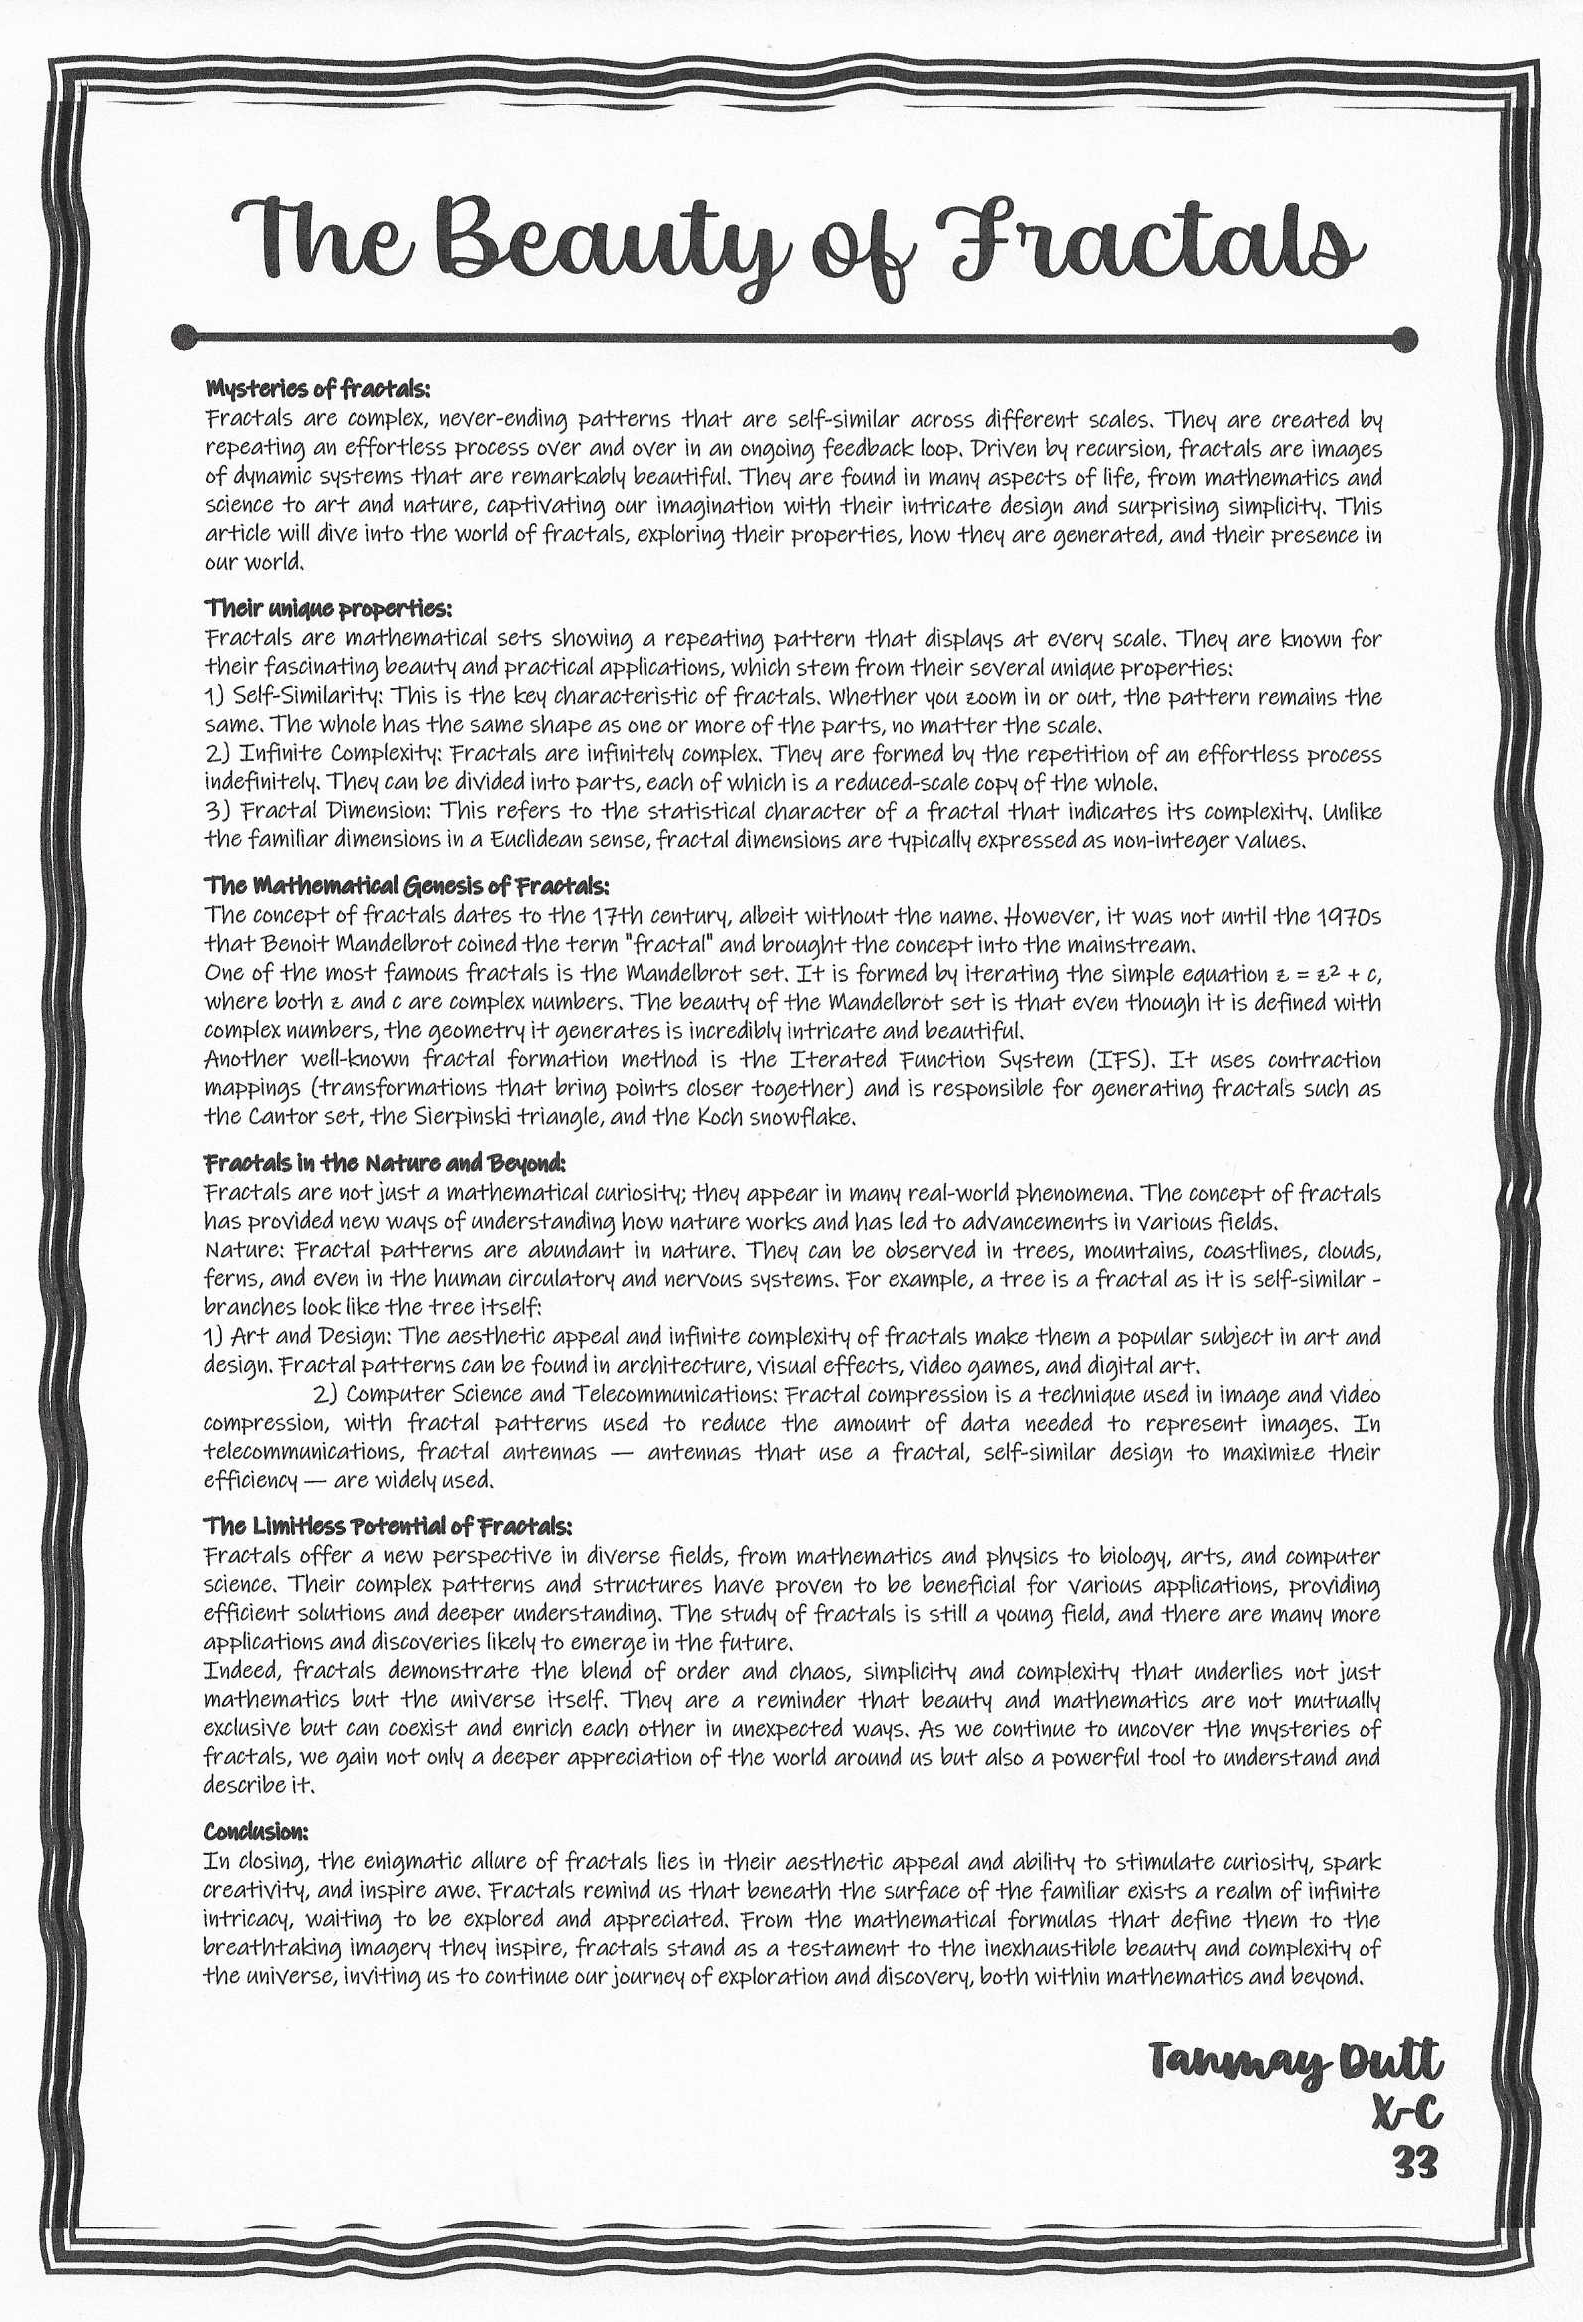 The Beauty of Fractals
Mysteries of fractals:
Fractals are complex, never-ending patterns that are self-similar across different scales. They are created by
repeating an effortless process over and over in an ongoing feedback loop. Driven by recursion, fractals are images
of dynamic systems that are remarkably beautiful. They are found in many aspects of life, from mathematics and
science to art and nature, captivating our imagination with their intricate design and surprising simplicity. This
article will dive into the world of fractals, exploring their properties, how they are generated, and their presence in
our world.
Their unique properties:
Fractals are mathematical sets showing a repeating pattern that displays at every scale. They are known for
their fascinating beauty and practical applications, which stem from their several unique properties:
1) Self-Similarity: This is the key characteristic of fractals. Whether you zoom in or out, the pattern remains the
same. The whole has the same shape as one or more of the parts, no matter the scale.
2) Infinite Complexity: Fractals are infinitely complex. They are formed by the repetition of an effortless process
indefinitely. They can be divided into parts, each of which is a reduced-scale copy of the whole.
3) Fractal Dimension: This refers to the statistical character of a fractal that indicates its complexity. Unlike
the familiar dimensions in a Euclidean sense, fractal dimensions are typically expressed as non-integer values.
The Mathematical Genesis of Fractals:
The concept of fractals dates to the 17th century, albeit without the name. However, it was not until the 1970s
that Benoit Mandelbrot coined the term "fractal" and brought the concept into the mainstream.
One of the most famous fractals is the Mandelbrot set. It is formed by iterating the simple equation z = z² + c,
where both z and c are complex numbers. The beauty of the Mandelbrot set is that even though it is defined with
complex numbers, the geometry it generates is incredibly intricate and beautiful.
Another well-known fractal formation method is the Iterated Function System (IFS). It uses contraction
mappings (transformations that bring points closer together) and is responsible for generating fractals such as
the Cantor set, the Sierpinski triangle, and the Koch snowflake.
Fractals in the Nature and Beyond:
Fractals are not just a mathematical curiosity; they appear in many real-world phenomena. The concept of fractals
has provided new ways of understanding how nature works and has led to advancements in various fields.
Nature: Fractal patterns are abundant in nature. They can be observed in trees, mountains, coastlines, clouds,
ferns, and even in the human circulatory and nervous systems. For example, a tree is a fractal as it is self-similar -
branches look like the tree itself:
1) Art and Design: The aesthetic appeal and infinite complexity of fractals make them a popular subject in art and
design. Fractal patterns can be found in architecture, visual effects, video games, and digital art.
2) Computer Science and Telecommunications: Fractal compression is a technique used in image and video
compression, with fractal patterns used to reduce the amount of data needed to represent images. In
telecommunications, fractal antennas — antennas that use a fractal, self-similar design to maximize their
efficiency — are widely used.
The Limitless Potential of Fractals:
Fractals offer a new perspective in diverse fields, from mathematics and physics to biology, arts, and computer
science. Their complex patterns and structures have proven to be beneficial for various applications, providing
efficient solutions and deeper understanding. The study of fractals is still a young field, and there are many more
applications and discoveries likely to emerge in the future.
Indeed, fractals demonstrate the blend of order and chaos, simplicity and complexity that underlies not just
mathematics but the universe itself. They are a reminder that beauty and mathematics are not mutually
exclusive but can coexist and enrich each other in unexpected ways. As we continue to uncover the mysteries of
fractals, we gain not only a deeper appreciation of the world around us but also a powerful tool to understand and
describe it.
Conclusion:
In closing, the enigmatic allure of fractals lies in their aesthetic appeal and ability to stimulate curiosity, spark
creativity, and inspire awe. Fractals remind us that beneath the surface of the familiar exists a realm of infinite
intricacy, waiting to be explored and appreciated. From the mathematical formulas that define them to the
breathtaking imagery they inspire, fractals stand as a testament to the inexhaustible beauty and complexity of
the universe, inviting us to continue our journey of exploration and discovery, both within mathematics and beyond.
Tanmay Dutt
X-C
33